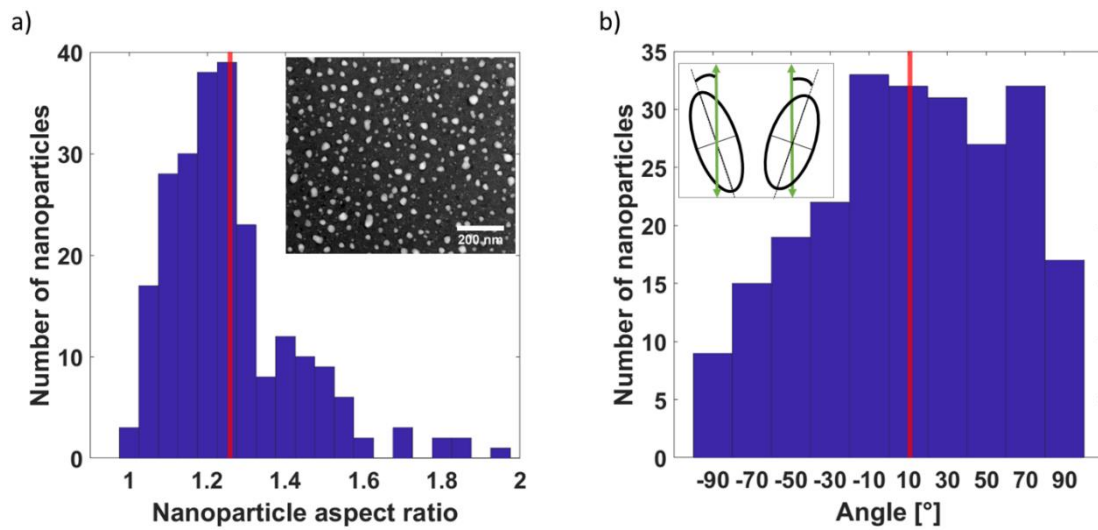 a)
40
30
20
10
0
Number of nanoparticles
200 nm
1 1.2 1.4 1.6 1.8 2
Nanoparticle aspect ratio
b)
35
30
25
20
15
10
5
0
Number of nanoparticles
-90 -70 -50 -30 -10 10 30 50 70 90
Angle [°]